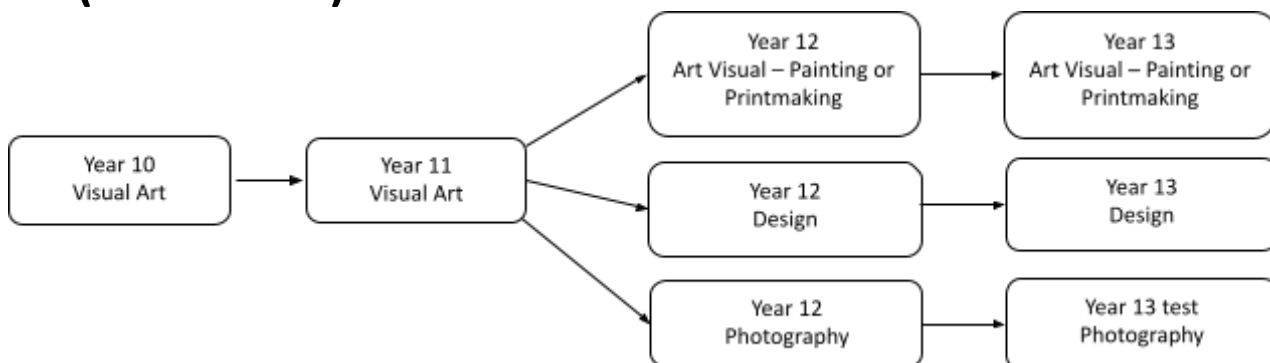 Year 10
Visual Art
Year 11
Visual Art
Year 12
Art Visual – Painting or
Printmaking
Year 13
Art Visual – Painting or
Printmaking
Year 12
Design
Year 13
Design
Year 12
Photography
Year 13 test
Photography